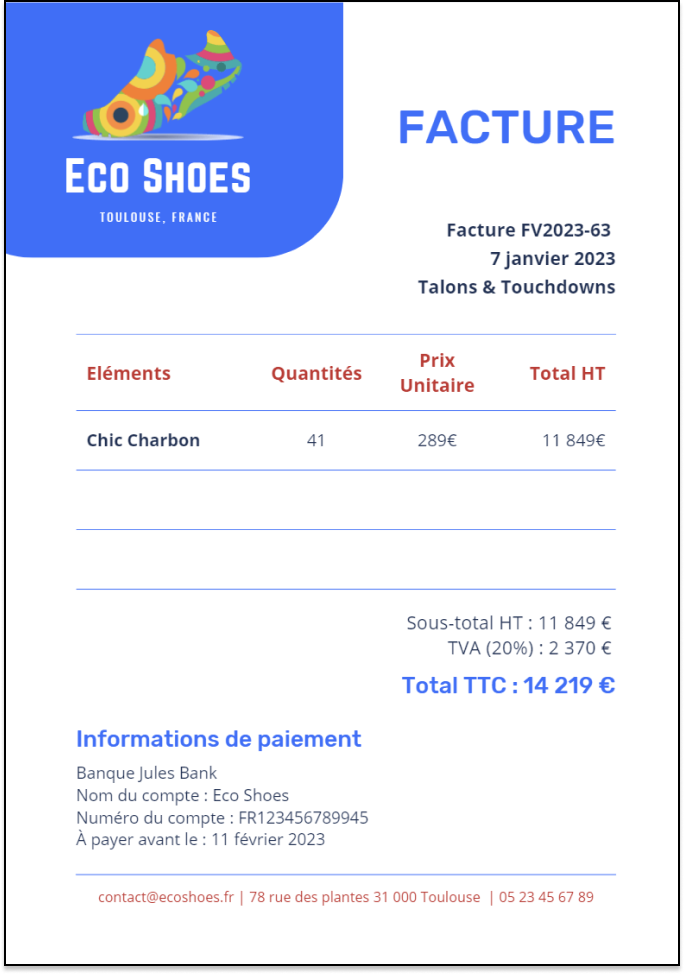 ECO SHOES
TOULOUSE, FRANCE
FACTURE
Facture FV2023-63
7 janvier 2023
Talons & Touchdowns
Eléments Quantités Prix Unitaire Total HT
Chic Charbon 41 289€ 11 849€
Sous-total HT : 11 849 €
TVA (20%) : 2 370 €
Total TTC : 14 219 €
Informations de paiement
Banque Jules Bank
Nom du compte : Eco Shoes
Numéro du compte : FR123456789945
À payer avant le : 11 février 2023
contact@ecoshoes.fr | 78 rue des plantes 31 000 Toulouse | 05 23 45 67 89